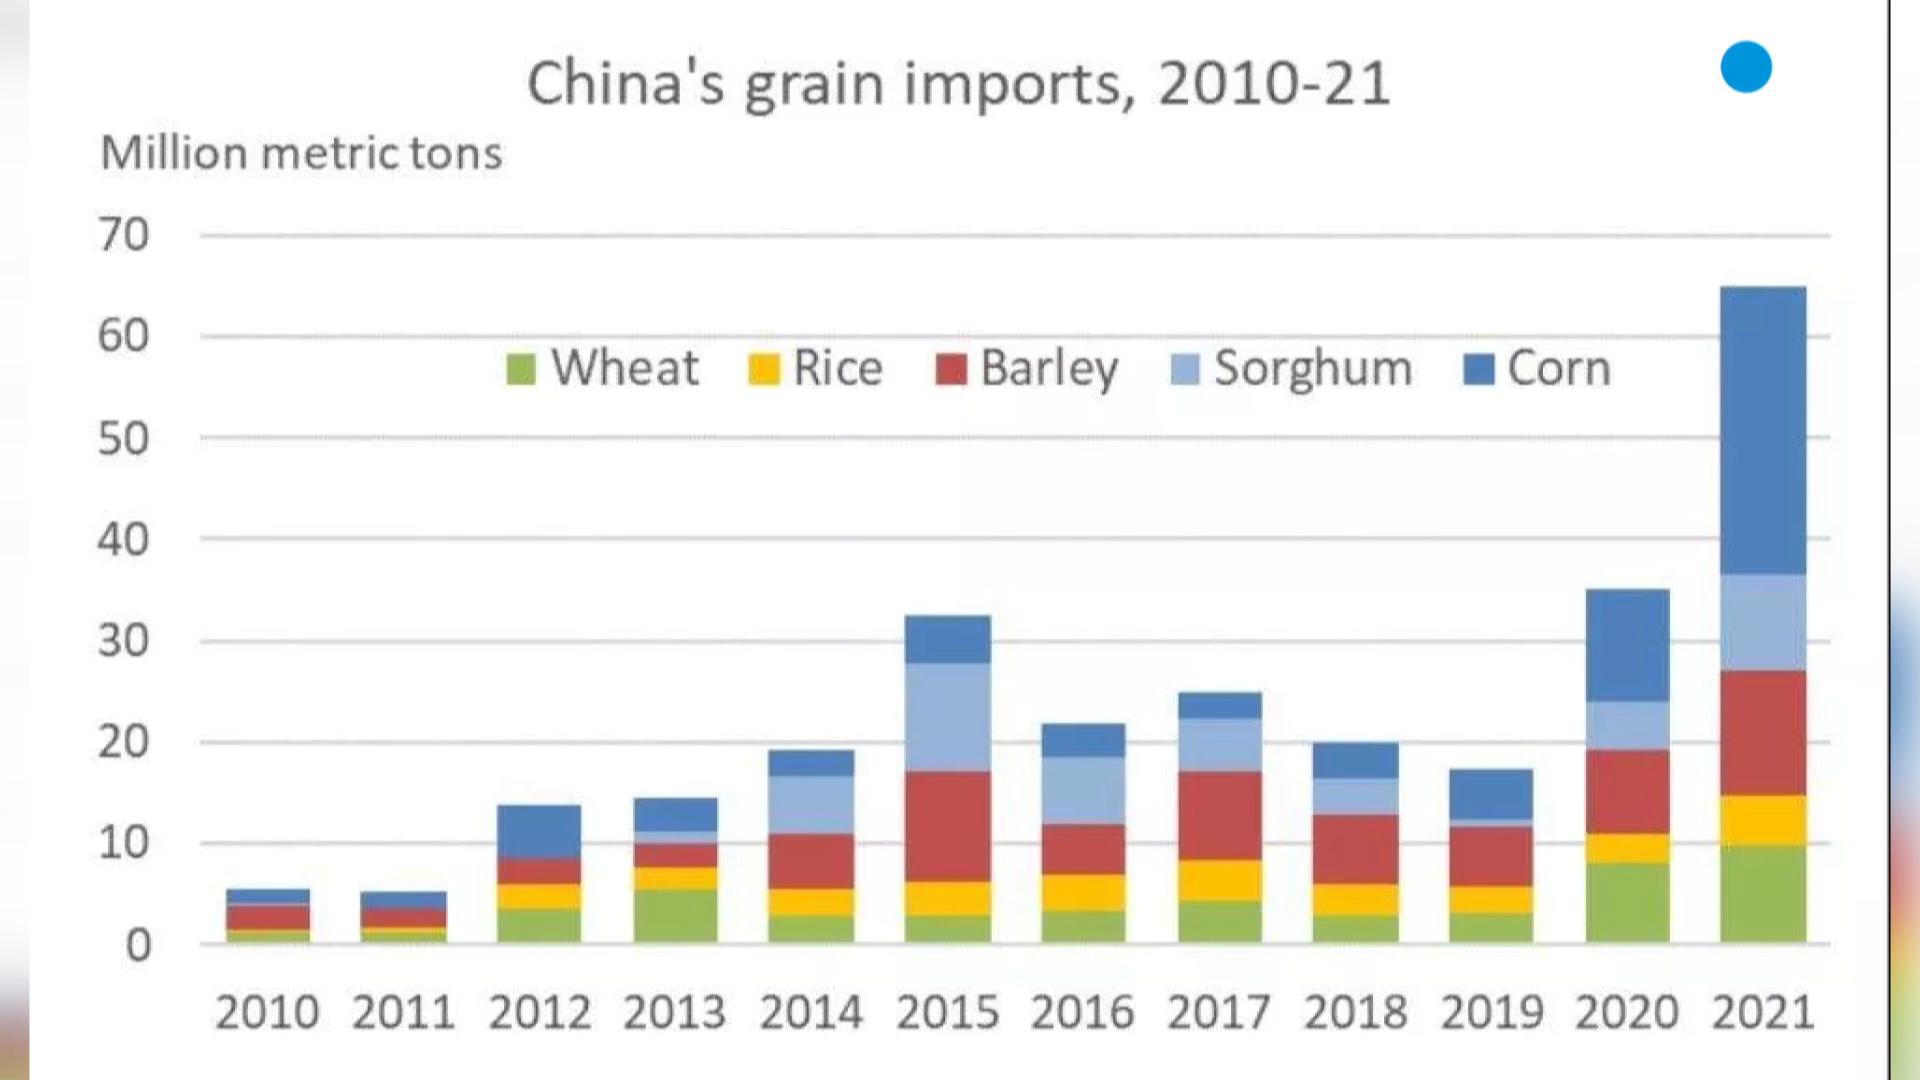 China's grain imports, 2010-21
Million metric tons
70
60
Wheat Rice Barley Sorghum Corn
50
40
30
20
10
0
2010 2011 2012 2013 2014 2015 2016 2017 2018 2019 2020 2021